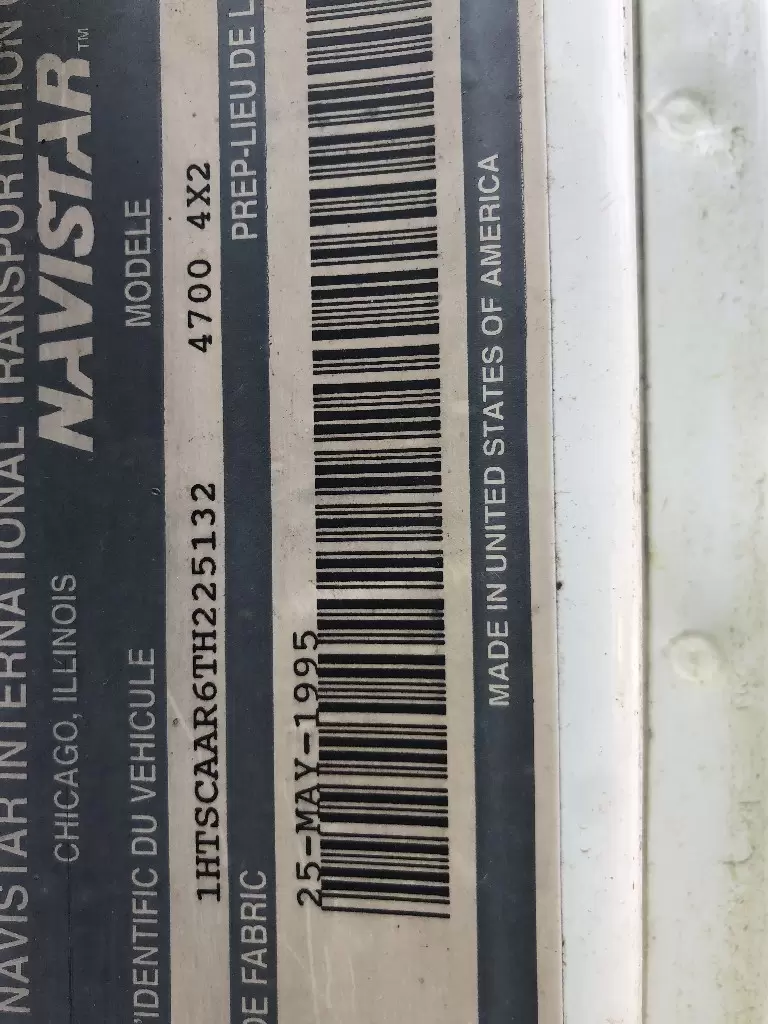 NAVISTAR INTERNATIONAL TRANSPORTATION
CHICAGO, ILLINOIS
NAVISTAR™
'IDENTIFIC DU VEHICULE
MODELE
1HTSCAAR6TH225132
4700 4X2
DE FABRIC
PREP-LIEU DE L
25-MAY-1995
MADE IN UNITED STATES OF AMERICA